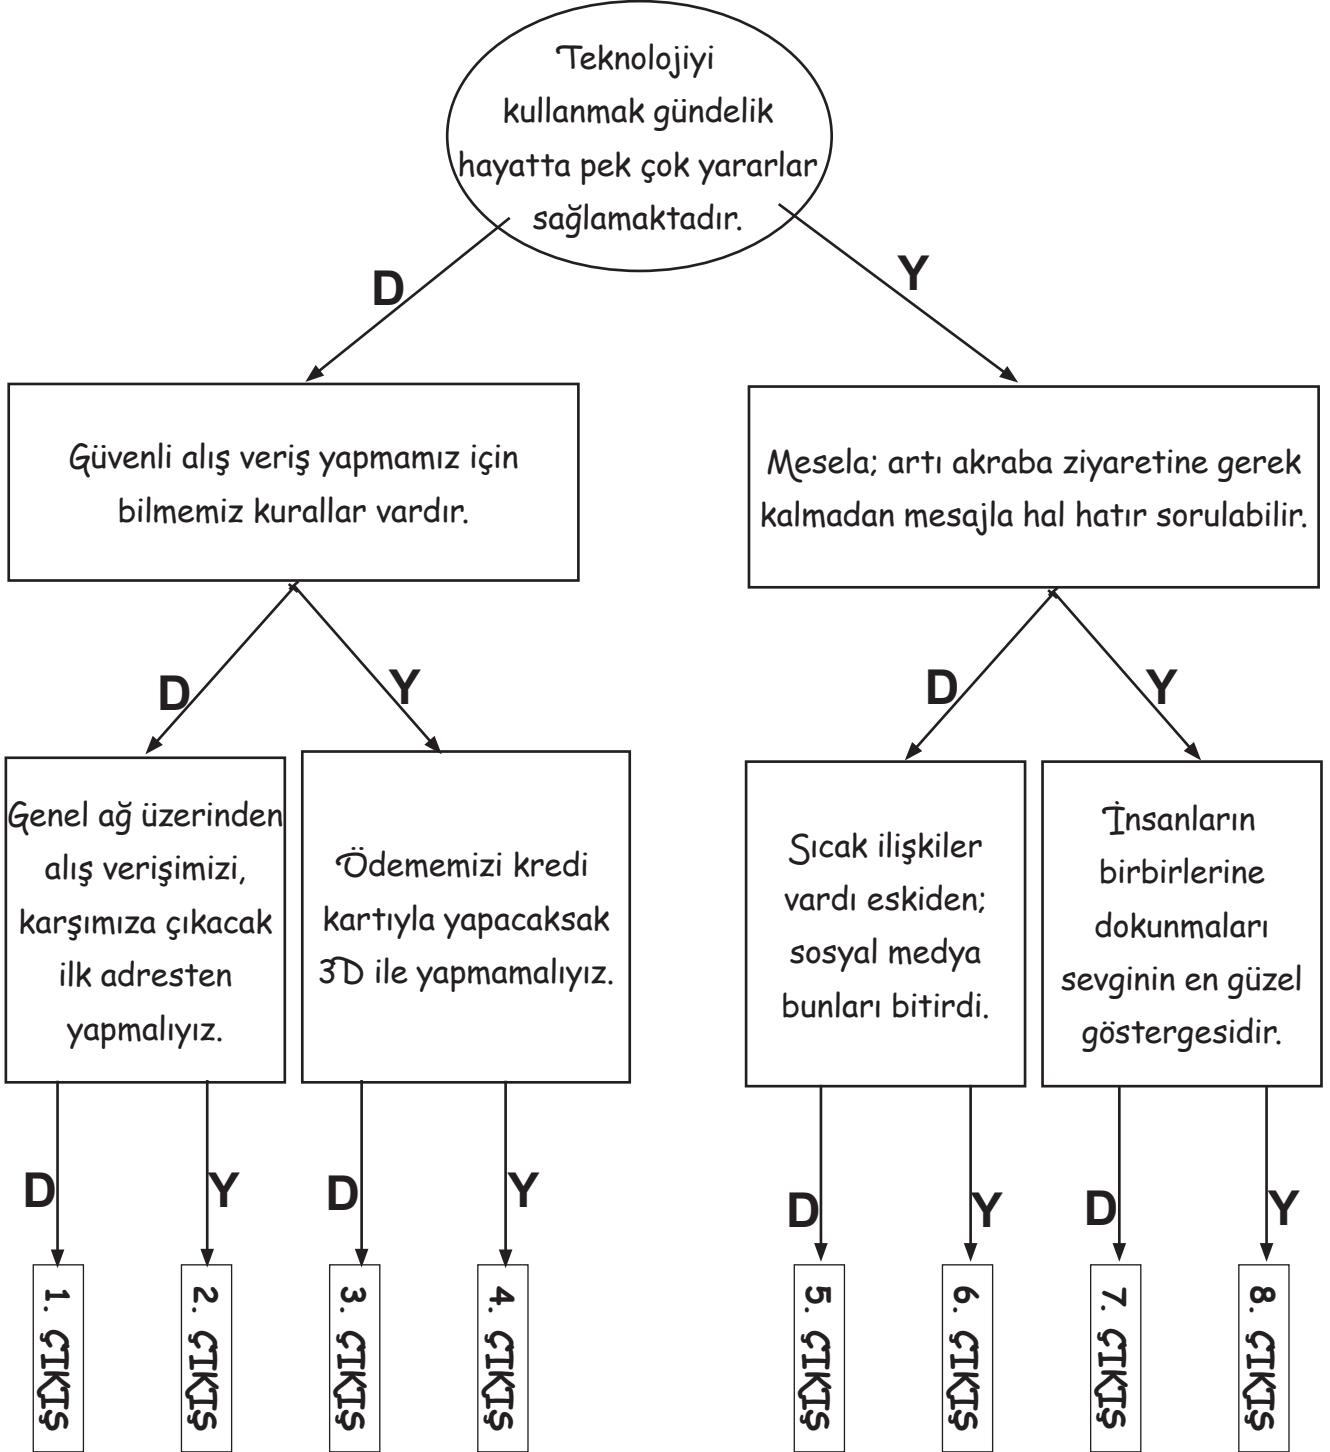 Teknolojiyi
kullanmak gündelik
hayatta pek çok yararlar
sağlamaktadır.
D
Y
Güvenli alış veriş yapmamız için
bilmemiz kurallar vardır.
Mesela; artı akraba ziyaretine gerek
kalmadan mesajla hal hatır sorulabilir.
D
Y
D
Y
Genel ağ üzerinden
alış verişimizi,
karşımıza çıkacak
ilk adresten
yapmalıyız.
Ödememizi kredi
kartıyla yapacaksak
3D ile yapmamalıyız.
Sıcak ilişkiler
vardı eskiden;
sosyal medya
bunları bitirdi.
İnsanların
birbirlerine
dokunmaları
sevginin en güzel
göstergesidir.
D
Y
D
Y
D
Y
D
Y
1. ÇIKIŞ
2. ÇIKIŞ
3. ÇIKIŞ
4. ÇIKIŞ
5. ÇIKIŞ
6. ÇIKIŞ
7. ÇIKIŞ
8. ÇIKIŞ